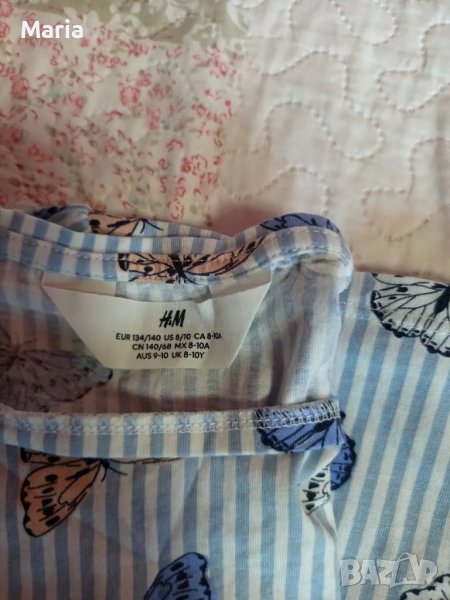 Maria
H&M
EUR 134/140 US 8/10 CA 8-10A
CN 140/68 MX 8-10A
AUS 9-10 UK 8-10Y
BAZAR